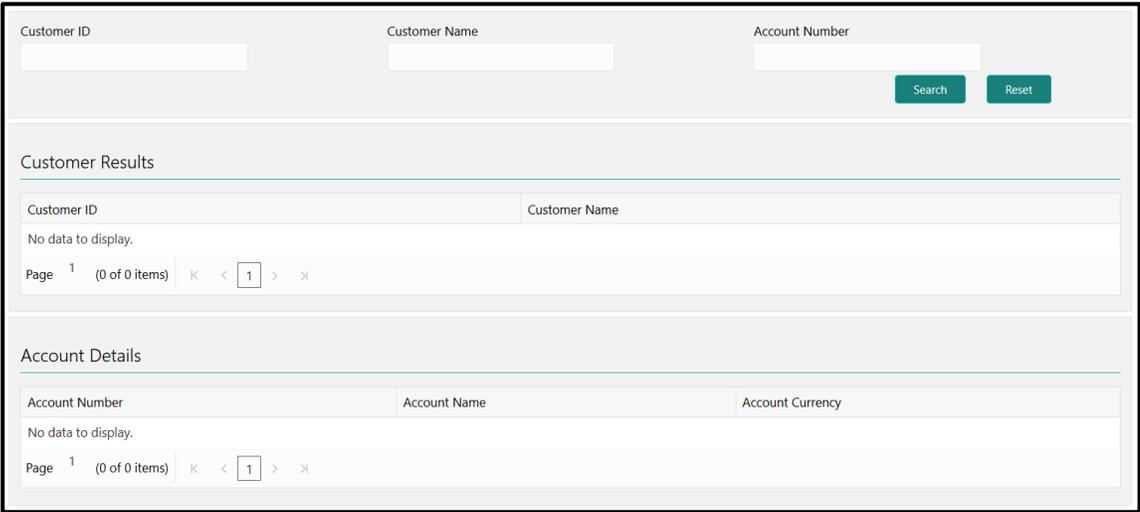 Customer ID Customer Name Account Number
Search Reset
Customer Results
Customer ID Customer Name
No data to display.
Page 1 (0 of 0 items) 1
Account Details
Account Number Account Name Account Currency
No data to display.
Page 1 (0 of 0 items) 1